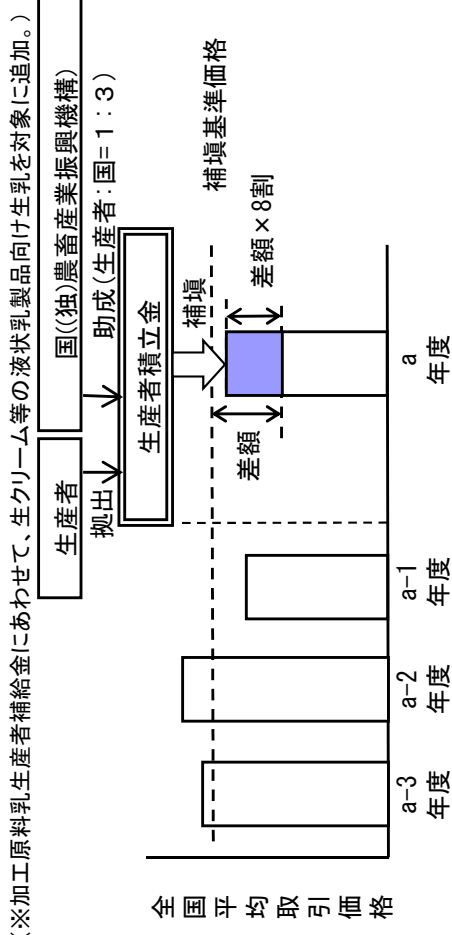 (※加工原料乳生産者補給金にあわせて、生クリーム等の液状乳製品向け生乳を対象に追加。)
生産者
国((独)農畜産業振興機構)
拠出
助成(生産者:国=1:3)
生産者積立金
補填
補填基準価格
差額
差額×8割
全国平均取引価格
a-3
年度
a-2
年度
a-1
年度
a
年度